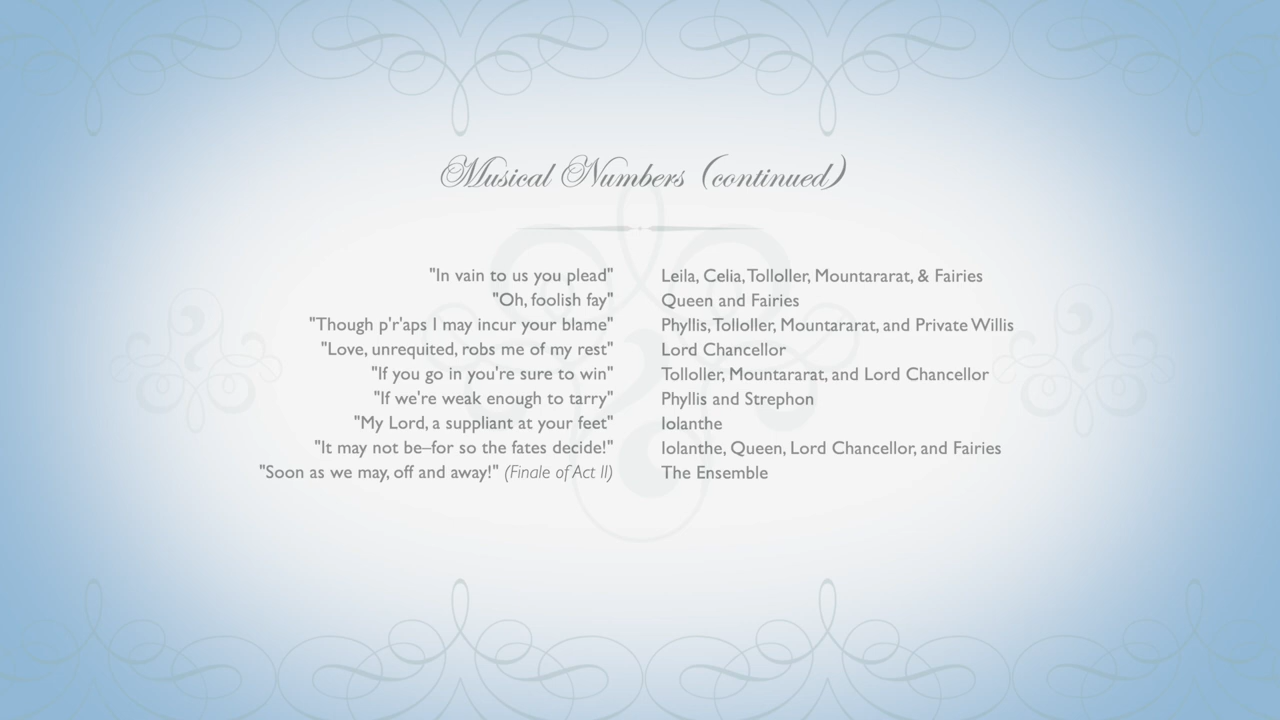 Musical Numbers (continued)
"In vain to us you plead" Leila, Celia, Tolloller, Mountararat, & Fairies
"Oh, foolish fay" Queen and Fairies
"Though p'r'aps I may incur your blame" Phyllis, Tolloller, Mountararat, and Private Willis
"Love, unrequited, robs me of my rest" Lord Chancellor
"If you go in you're sure to win" Tolloller, Mountararat, and Lord Chancellor
"If we're weak enough to tarry" Phyllis and Strephon
"My Lord, a suppliant at your feet" Iolanthe
"It may not be–for so the fates decide!" Iolanthe, Queen, Lord Chancellor, and Fairies
"Soon as we may, off and away!" (Finale of Act II) The Ensemble